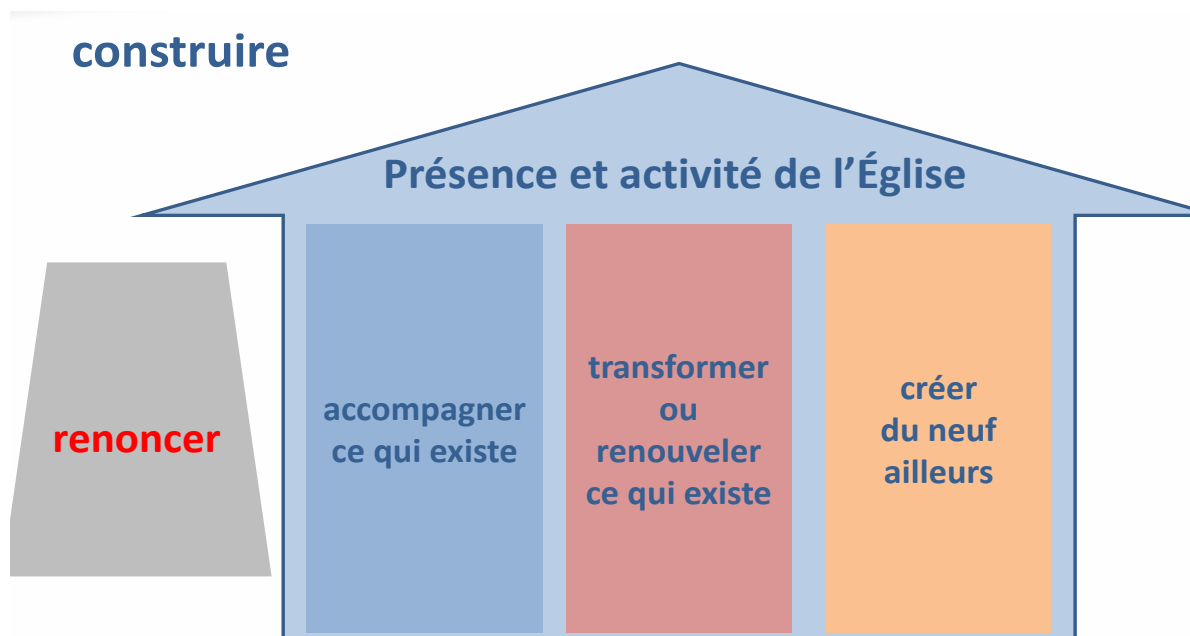 construire
Présence et activité de l’Église
renoncer
accompagner
ce qui existe
transformer
ou
renouveler
ce qui existe
créer
du neuf
ailleurs